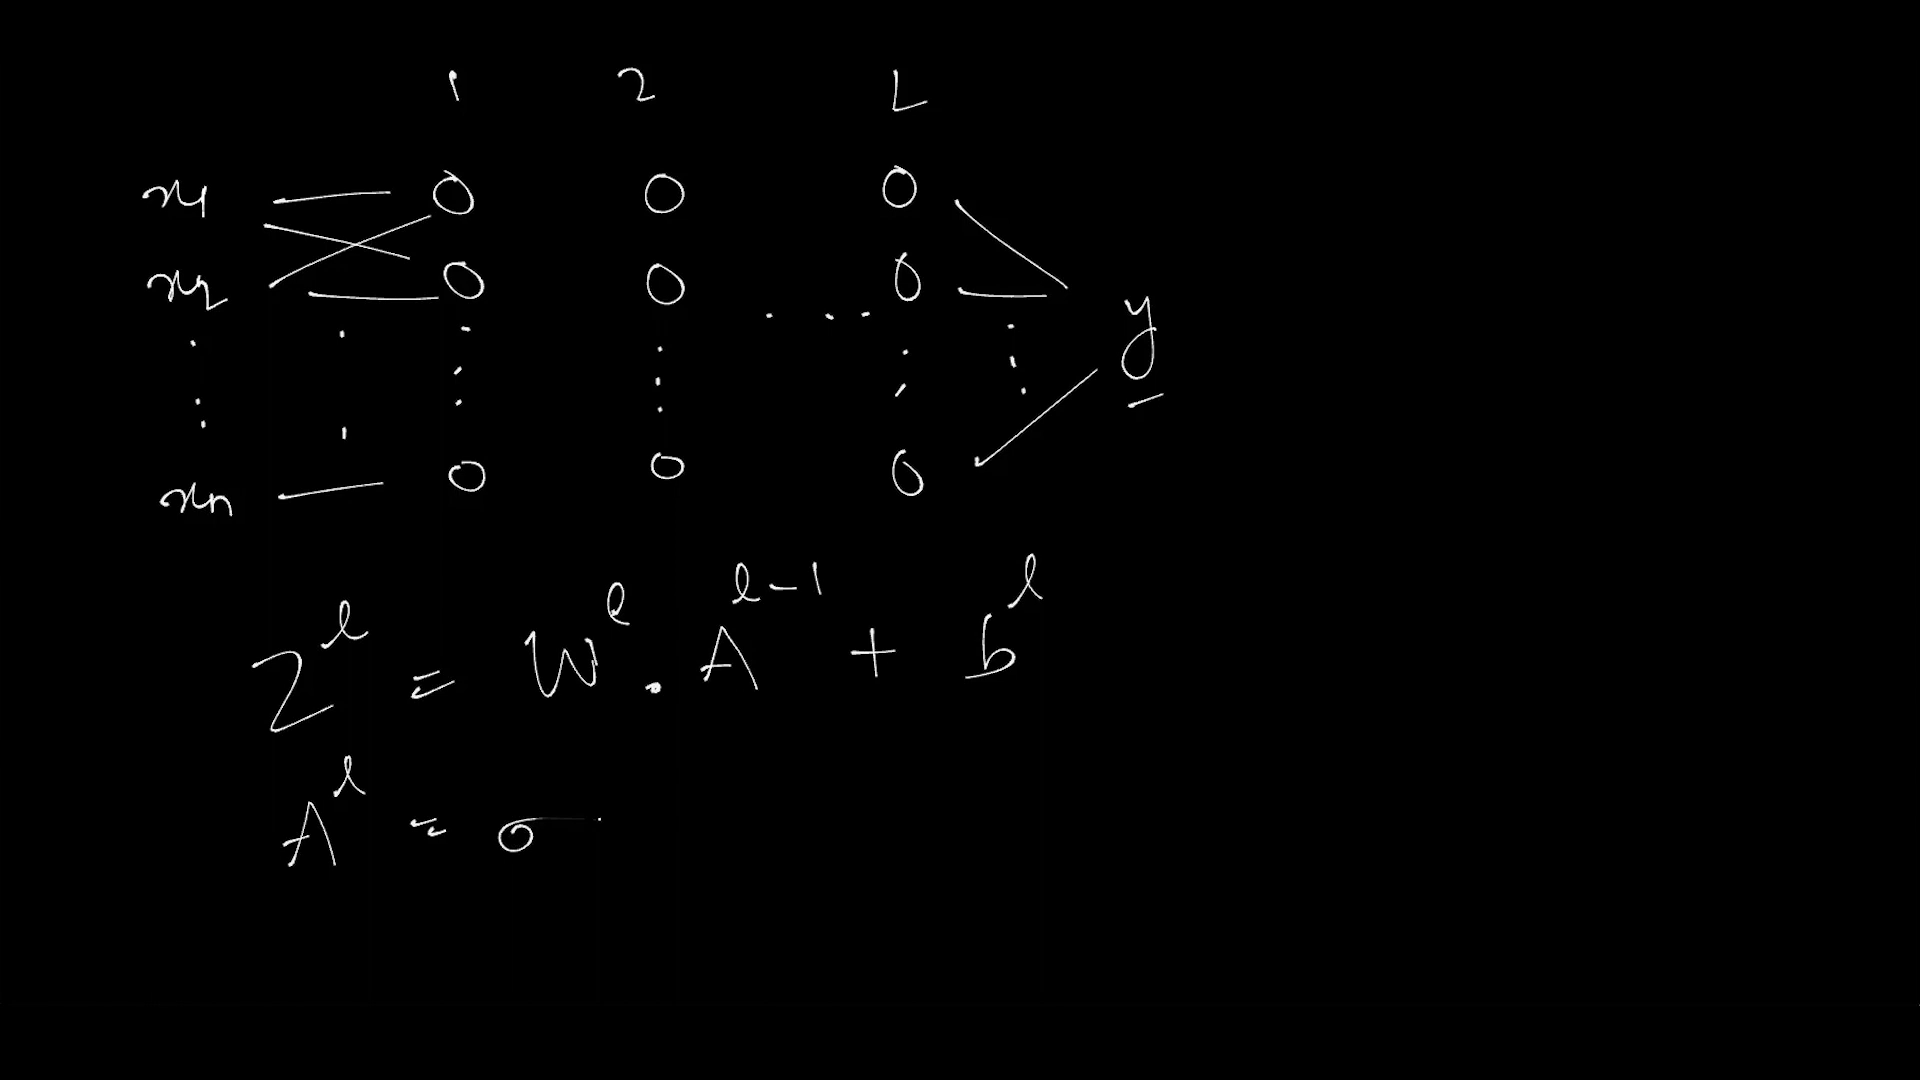 1 2 L
x1
x2
y
xn
Z^l = W^l . A^{l-1} + b^l
A^l = σ